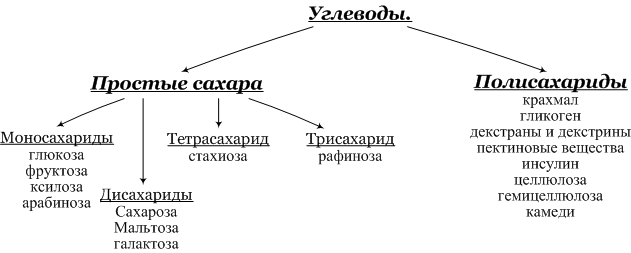 Углеводы.
Простые сахара
Моносахариды
глюкоза
фруктоза
ксилоза
арабиноза
Дисахариды
Сахароза
Мальтоза
галактоза
Тетрасахарид
стахиоза
Трисахарид
рафиноза
Полисахариды
крахмал
гликоген
декстраны и декстрины
пектиновые вещества
инсулин
целлюлоза
гемицеллюлоза
камеди